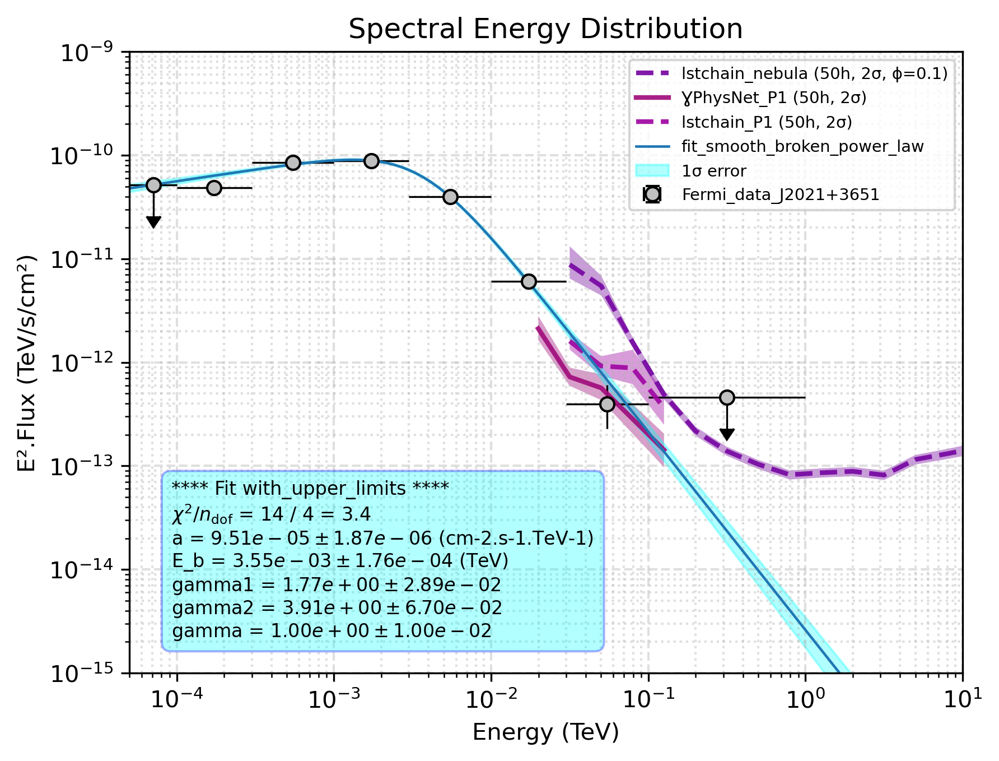 Spectral Energy Distribution
E².Flux (TeV/s/cm²)
10⁻⁹
10⁻¹⁰
10⁻¹¹
10⁻¹²
10⁻¹³
10⁻¹⁴
10⁻¹⁵
lstchain_nebula (50h, 2σ, ϕ=0.1)
ɣPhysNet_P1 (50h, 2σ)
lstchain_P1 (50h, 2σ)
fit_smooth_broken_power_law
1σ error
Fermi_data_J2021+3651
**** Fit with_upper_limits ****
χ²/n_dof = 14 / 4 = 3.4
a = 9.51e − 05 ± 1.87e − 06 (cm-2.s-1.TeV-1)
E_b = 3.55e − 03 ± 1.76e − 04 (TeV)
gamma1 = 1.77e + 00 ± 2.89e − 02
gamma2 = 3.91e + 00 ± 6.70e − 02
gamma = 1.00e + 00 ± 1.00e − 02
10⁻⁴ 10⁻³ 10⁻² 10⁻¹ 10⁰ 10¹
Energy (TeV)